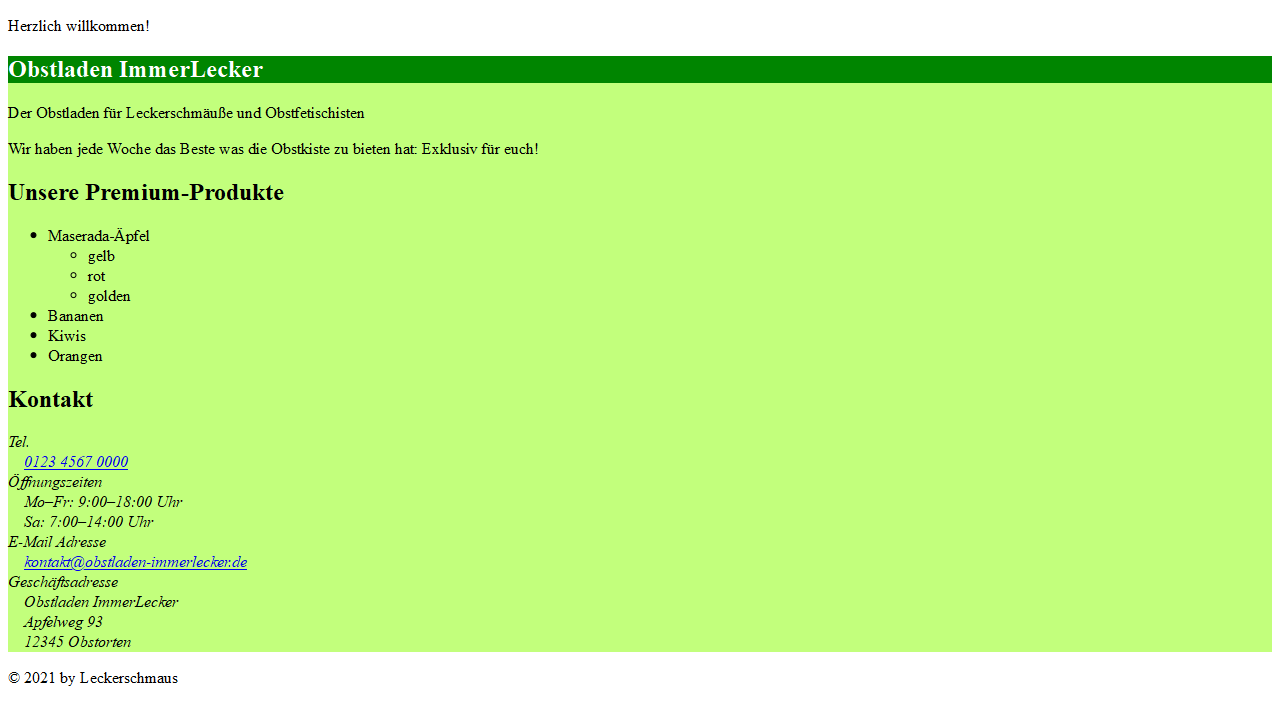 Herzlich willkommen!
Obstladen ImmerLecker
Der Obstladen für Leckerschmäuße und Obstfetischisten
Wir haben jede Woche das Beste was die Obstkiste zu bieten hat: Exklusiv für euch!
Unsere Premium-Produkte
Maserada-Äpfel
gelb
rot
golden
Bananen
Kiwis
Orangen
Kontakt
Tel.
0123 4567 0000
Öffnungszeiten
Mo–Fr: 9:00–18:00 Uhr
Sa: 7:00–14:00 Uhr
E-Mail Adresse
kontakt@obstladen-immerlecker.de
Geschäftsadresse
Obstladen ImmerLecker
Apfelweg 93
12345 Obstorten
© 2021 by Leckerschmaus